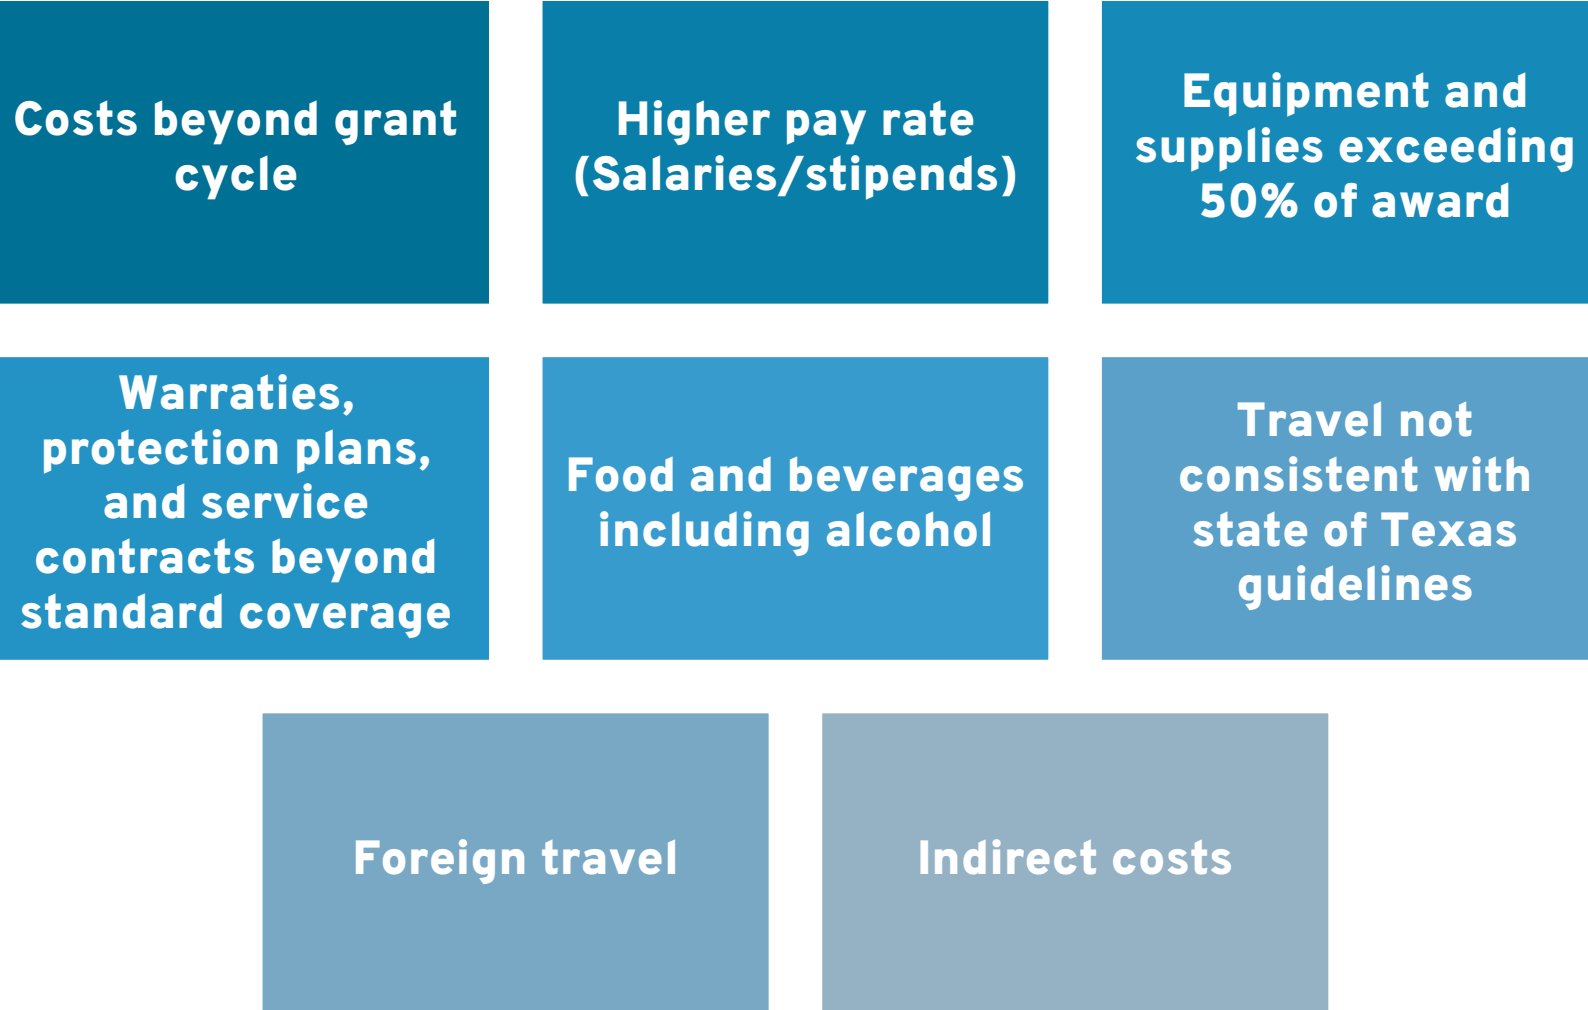 Costs beyond grant
cycle
Higher pay rate
(Salaries/stipends)
Equipment and
supplies exceeding
50% of award
Warraties,
protection plans,
and service
contracts beyond
standard coverage
Food and beverages
including alcohol
Travel not
consistent with
state of Texas
guidelines
Foreign travel
Indirect costs